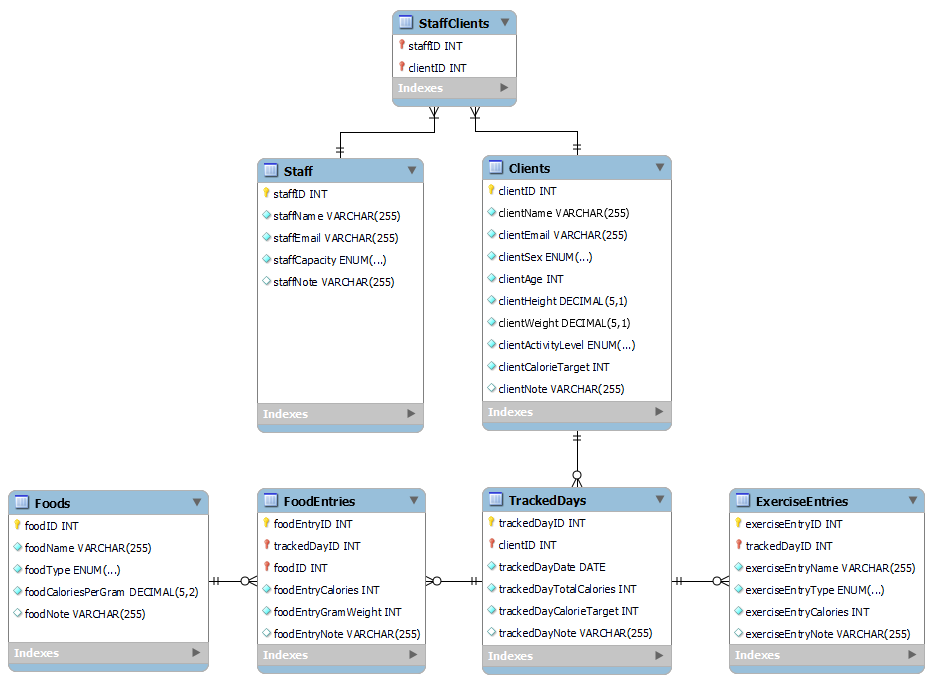 StaffClients
staffID INT
clientID INT
Indexes
Staff
staffID INT
staffName VARCHAR(255)
staffEmail VARCHAR(255)
staffCapacity ENUM(...)
staffNote VARCHAR(255)
Indexes
Clients
clientID INT
clientName VARCHAR(255)
clientEmail VARCHAR(255)
clientSex ENUM(...)
clientAge INT
clientHeight DECIMAL(5,1)
clientWeight DECIMAL(5,1)
clientActivityLevel ENUM(...)
clientCalorieTarget INT
clientNote VARCHAR(255)
Indexes
Foods
foodID INT
foodName VARCHAR(255)
foodType ENUM(...)
foodCaloriesPerGram DECIMAL(5,2)
foodNote VARCHAR(255)
Indexes
FoodEntries
foodEntryID INT
trackedDayID INT
foodID INT
foodEntryCalories INT
foodEntryGramWeight INT
foodEntryNote VARCHAR(255)
Indexes
TrackedDays
trackedDayID INT
clientID INT
trackedDayDate DATE
trackedDayTotalCalories INT
trackedDayCalorieTarget INT
trackedDayNote VARCHAR(255)
Indexes
ExerciseEntries
exerciseEntryID INT
trackedDayID INT
exerciseEntryName VARCHAR(255)
exerciseEntryType ENUM(...)
exerciseEntryCalories INT
exerciseEntryNote VARCHAR(255)
Indexes